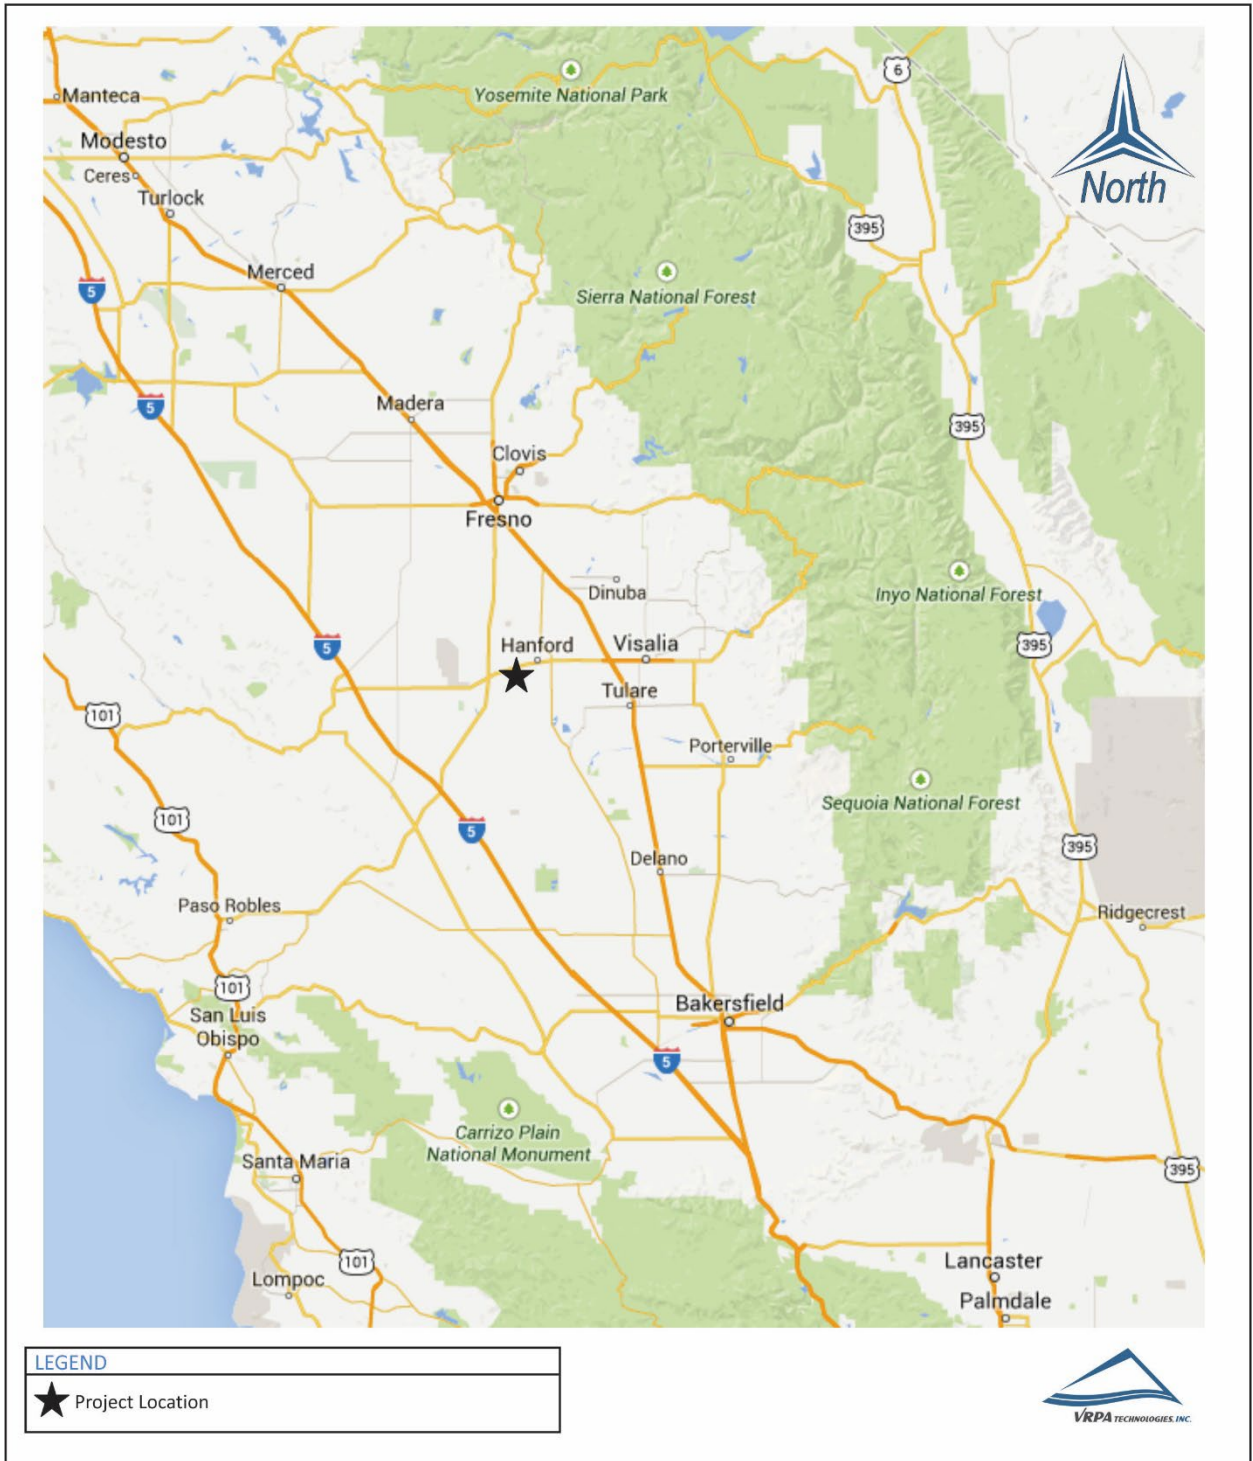 Yosemite National Park
6
Manteca
North
Modesto
Ceres
Turlock
395
Merced
Sierra National Forest
5
Madera
5
395
Clovis
Fresno
Inyo National Forest
Dinuba
Hanford
Visalia
5
395
Tulare
101
Porterville
Sequoia National Forest
101
5
395
Delano
Paso Robles
Ridgecrest
101
Bakersfield
San Luis
Obispo
5
Carrizo Plain
National Monument
Santa Maria
395
101
Lancaster
Lompoc
Palmdale
LEGEND
Project Location
VRPA TECHNOLOGIES, INC.